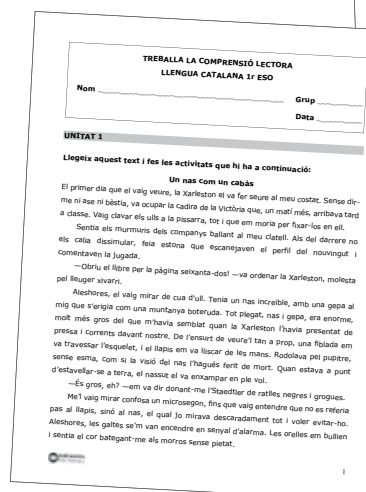 TREBALLA LA COMPRENSIÓ LECTORA
LLENGUA CATALANA 1r ESO
Nom
Grup
Data
UNITAT 1
Llegeix aquest text i fes les activitats que hi ha a continuació:
Un nas com un cabàs
El primer dia que el vaig veure, la Xarleston el va fer seure al meu costat. Sense dir-
me ni ase ni bèstia, va ocupar la cadira de la Victòria que, un matí més, arribava tard
a classe. Vaig clavar els ulls a la pissarra, tot i que em moria per fixar-los en ell.
Sentia els murmuris dels companys ballant al meu clatell. Als del darrere no
els calia dissimular, feia estona que escanejaven el perfil del nouvingut i
comentaven la jugada.
—Obriu el llibre per la pàgina seixanta-dos! —va ordenar la Xarleston, molesta
pel lleuger xivarri.
Aleshores, el vaig mirar de cua d'ull. Tenia un nas increïble, amb una gepa al
mig que s'erigia com una muntanya boteruda. Tot plegat, nas i gepa, era enorme,
molt més gros del que m'havia semblat quan la Xarleston l'havia presentat de
pressa i corrents davant nostre. De l'ensurt de veure'l tan a prop, una fiblada em
va travessar l'esquelet, i el llapis em va lliscar de les mans. Rodolava pel pupitre,
sense esma, com si la visió del nas l'hagués ferit de mort. Quan estava a punt
d'estavellar-se a terra, el nassut el va enxampar en ple vol.
—És gros, eh? —em va dir donant-me l'Staedtler de ratlles negres i grogues.
Me'l vaig mirar confosa un microsegon, fins que vaig entendre que no es referia
pas al llapis, sinó al nas, el qual jo mirava descaradament tot i voler evitar-ho.
Aleshores, les galtes se'm van encendre en senyal d'alarma. Les orelles em bullien
i sentia el cor bategant-me als morros sense pietat.
1